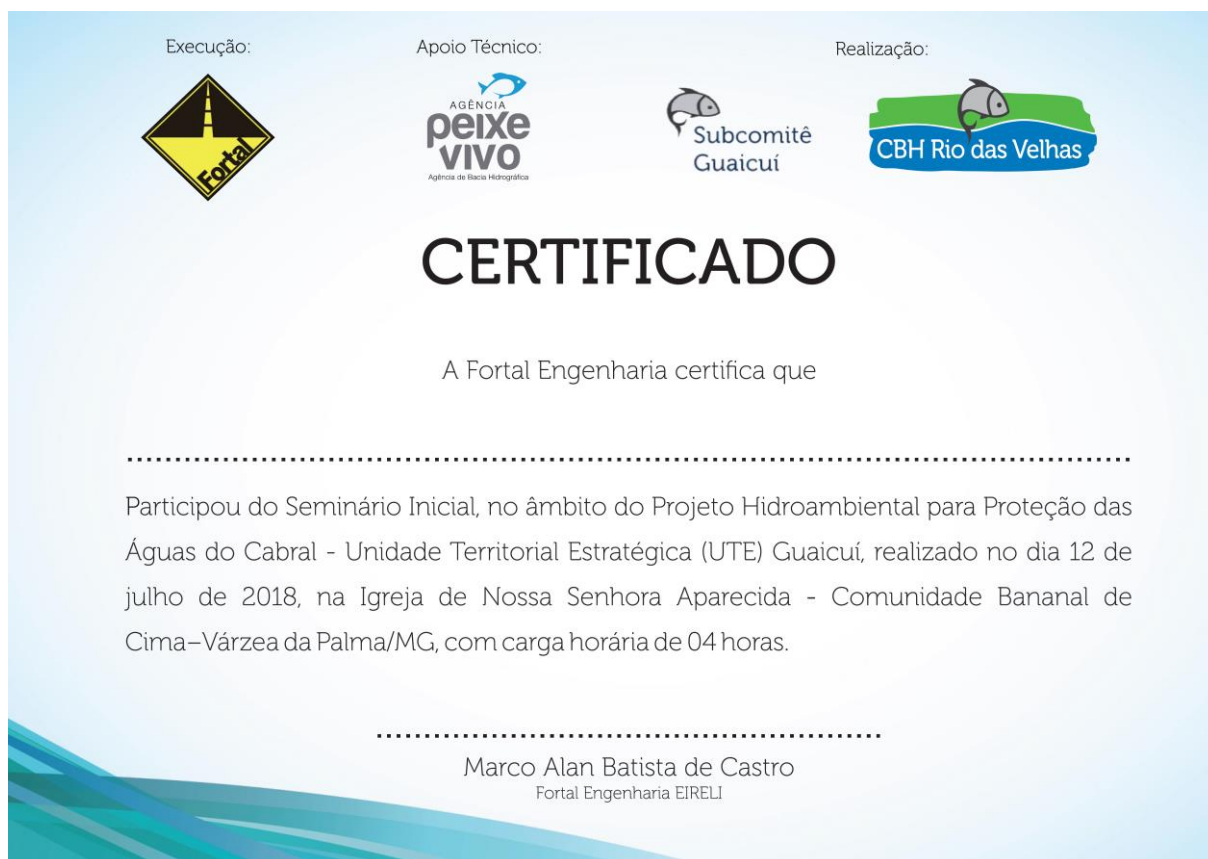 Execução:
Apoio Técnico:
Realização:
Fortal
AGÊNCIA
peixe
VIVO
Agência de Bacia Hidrográfica
Subcomitê
Guaicuí
CBH Rio das Velhas
CERTIFICADO
A Fortal Engenharia certifica que
Participou do Seminário Inicial, no âmbito do Projeto Hidroambiental para Proteção das
Águas do Cabral - Unidade Territorial Estratégica (UTE) Guaicuí, realizado no dia 12 de
julho de 2018, na Igreja de Nossa Senhora Aparecida - Comunidade Bananal de
Cima–Várzea da Palma/MG, com carga horária de 04 horas.
Marco Alan Batista de Castro
Fortal Engenharia EIRELI